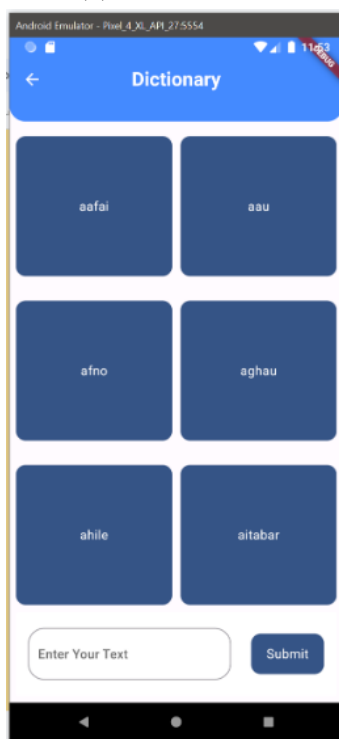 Android Emulator - Pixel_4_XL_API_27:5554
11:53
DEBUG
Dictionary
aafai aau
afno aghau
ahile aitabar
Enter Your Text Submit